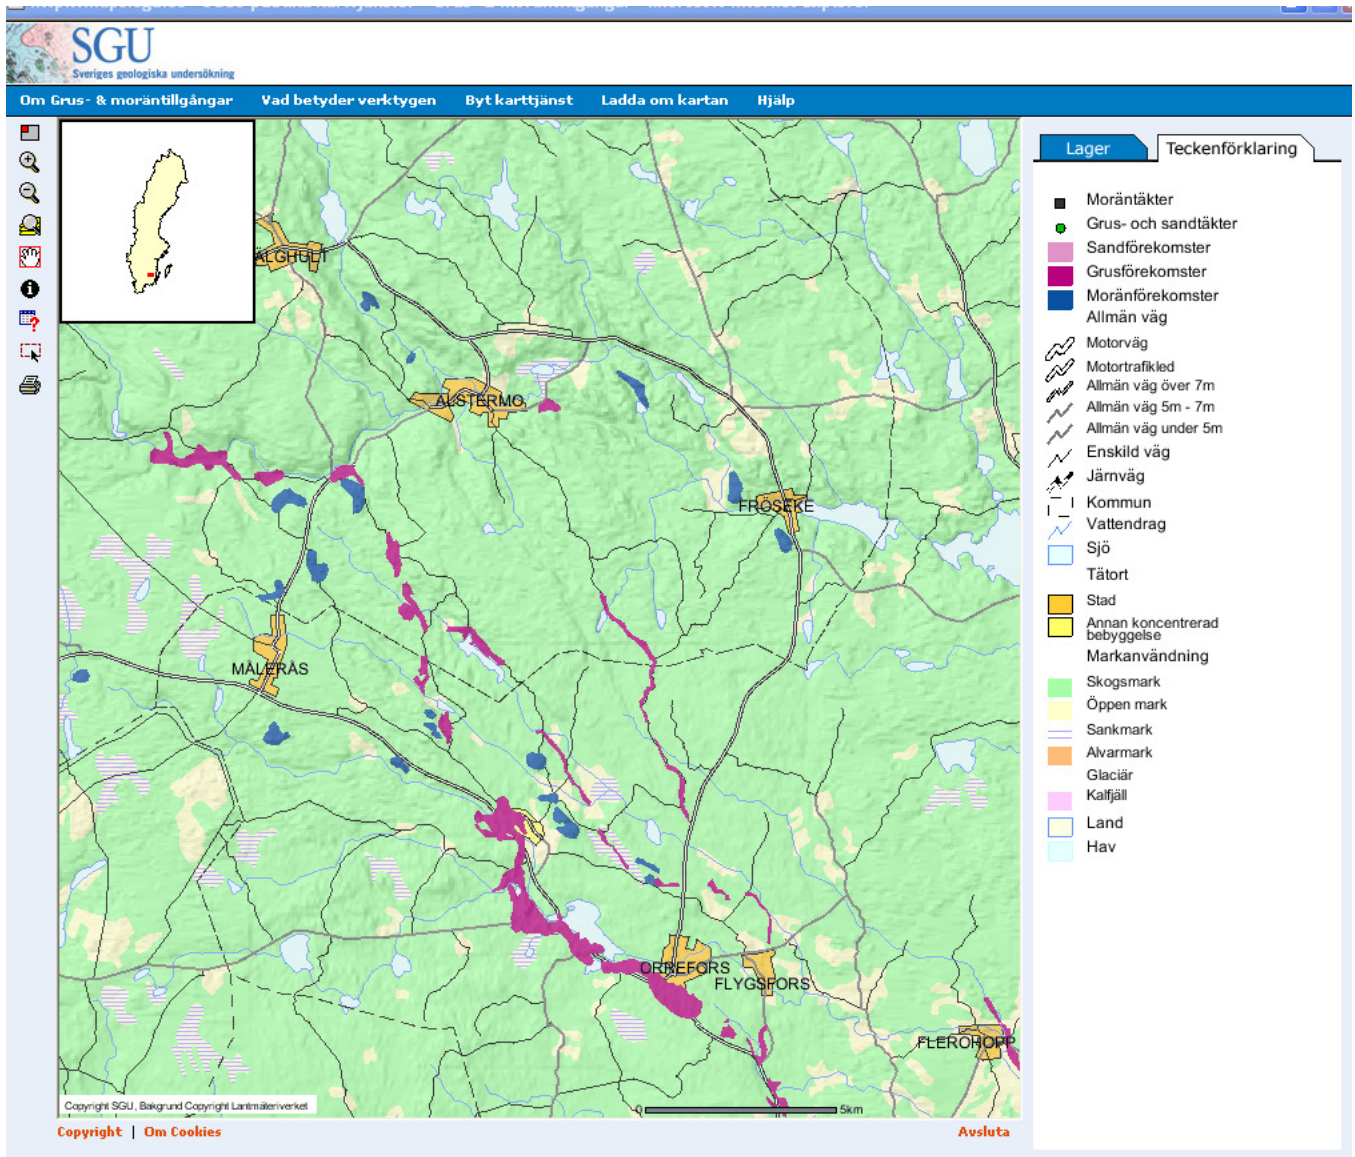 SGU
Sveriges geologiska undersökning
Om Grus- & moräntillgångar Vad betyder verktygen Byt karttjänst Ladda om kartan Hjälp
Lager Teckenförklaring
Moräntäkter
Grus- och sandtäkter
Sandförekomster
Grusförekomster
Moränförekomster
Allmän väg
Motorväg
Motortrafikled
Allmän väg över 7m
Allmän väg 5m - 7m
Allmän väg under 5m
Enskild väg
Järnväg
Kommun
Vattendrag
Sjö
Tätort
Stad
Annan koncentrerad
bebyggelse
Markanvändning
Skogsmark
Öppen mark
Sankmark
Alvarmark
Glaciär
Kalfjäll
Land
Hav
ÄLGHULT
ALSTERMO
FRÖSEKE
MÅLERÅS
ORREFORS
FLYGSFORS
FLEROHOPP
Copyright SGU, Bakgrund Copyright Lantmäteriverket
0 5km
Copyright | Om Cookies Avsluta